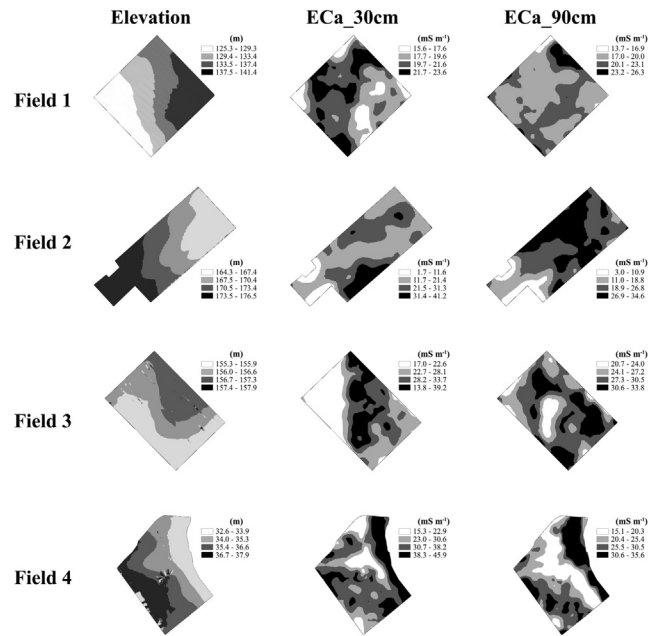 Elevation ECa_30cm ECa_90cm
Field 1
(m)
125.3 - 129.3
129.4 - 133.4
133.5 - 137.4
137.5 - 141.4
(mS m⁻¹)
15.6 - 17.6
17.7 - 19.6
19.7 - 21.6
21.7 - 23.6
(mS m⁻¹)
13.7 - 16.9
17.0 - 20.0
20.1 - 23.1
23.2 - 26.3
Field 2
(m)
164.3 - 167.4
167.5 - 170.4
170.5 - 173.4
173.5 - 176.5
(mS m⁻¹)
1.7 - 11.6
11.7 - 21.4
21.5 - 31.3
31.4 - 41.2
(mS m⁻¹)
3.0 - 10.9
11.0 - 18.8
18.9 - 26.8
26.9 - 34.6
Field 3
(m)
155.3 - 155.9
156.0 - 156.6
156.7 - 157.3
157.4 - 157.9
(mS m⁻¹)
17.0 - 22.6
22.7 - 28.1
28.2 - 33.7
13.8 - 39.2
(mS m⁻¹)
20.7 - 24.0
24.1 - 27.2
27.3 - 30.5
30.6 - 33.8
Field 4
(m)
32.6 - 33.9
34.0 - 35.3
35.4 - 36.6
36.7 - 37.9
(mS m⁻¹)
15.3 - 22.9
23.0 - 30.6
30.7 - 38.2
38.3 - 45.9
(mS m⁻¹)
15.1 - 20.3
20.4 - 25.4
25.5 - 30.5
30.6 - 35.6